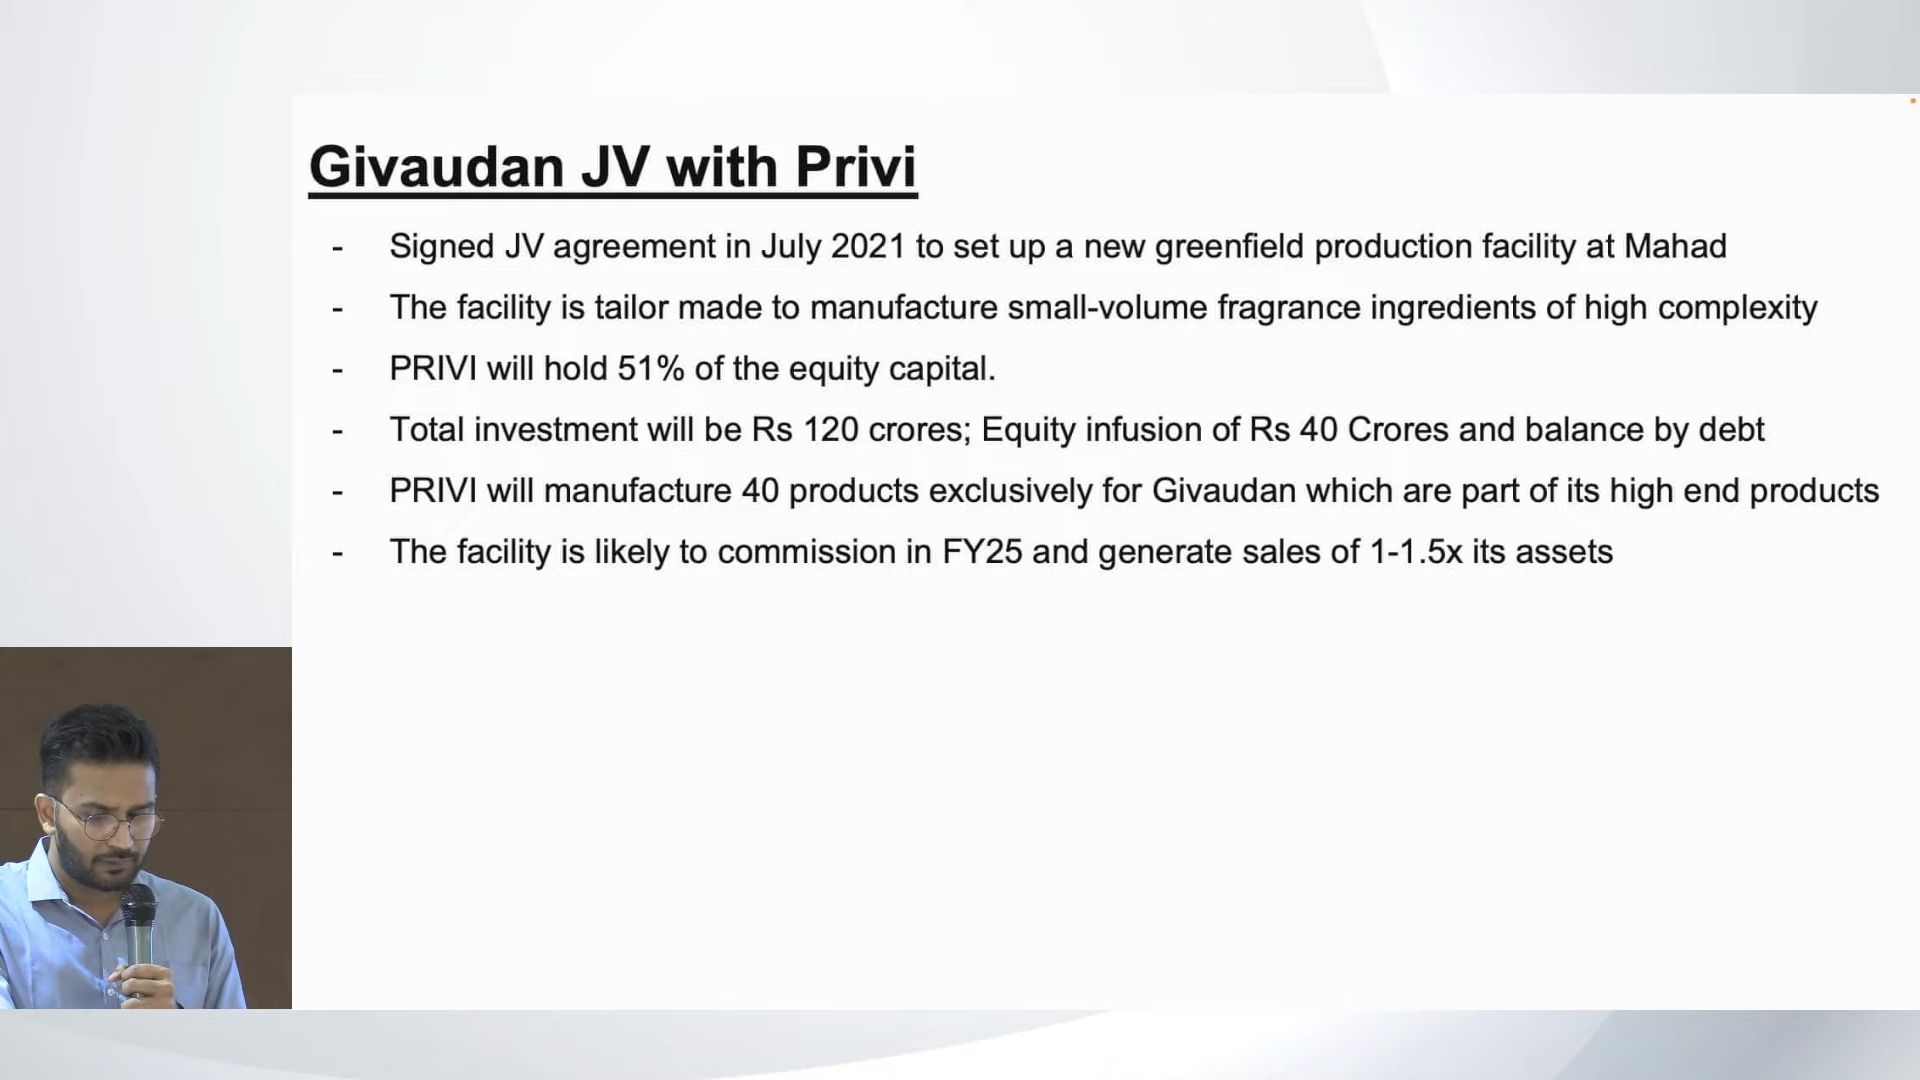 Givaudan JV with Privi
- Signed JV agreement in July 2021 to set up a new greenfield production facility at Mahad
- The facility is tailor made to manufacture small-volume fragrance ingredients of high complexity
- PRIVI will hold 51% of the equity capital.
- Total investment will be Rs 120 crores; Equity infusion of Rs 40 Crores and balance by debt
- PRIVI will manufacture 40 products exclusively for Givaudan which are part of its high end products
- The facility is likely to commission in FY25 and generate sales of 1-1.5x its assets